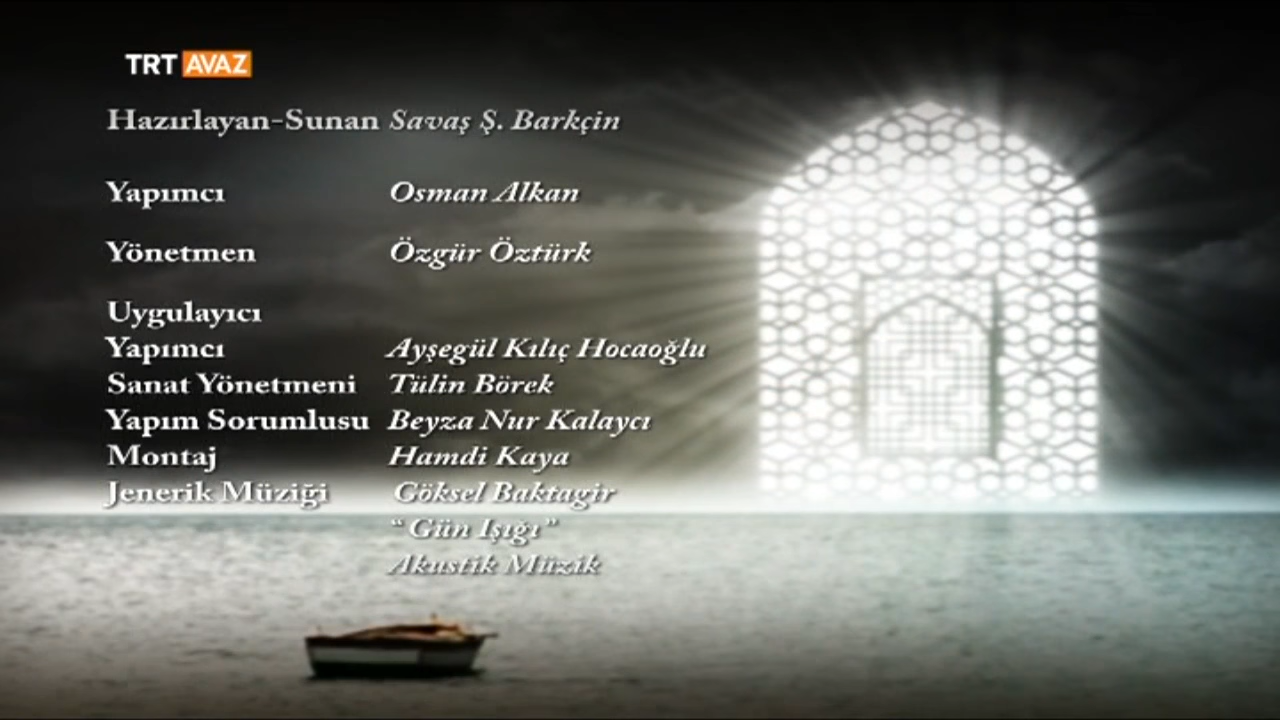 TRT AVAZ
Hazırlayan-Sunan Savaş Ş. Barkçin
Yapımcı Osman Alkan
Yönetmen Özgür Öztürk
Uygulayıcı
Yapımcı Ayşegül Kılıç Hocaoğlu
Sanat Yönetmeni Tülin Börek
Yapım Sorumlusu Beyza Nur Kalaycı
Montaj Hamdi Kaya
Jenerik Müziği Göksel Baktagir
“Gün Işığı”
Akustik Müzik